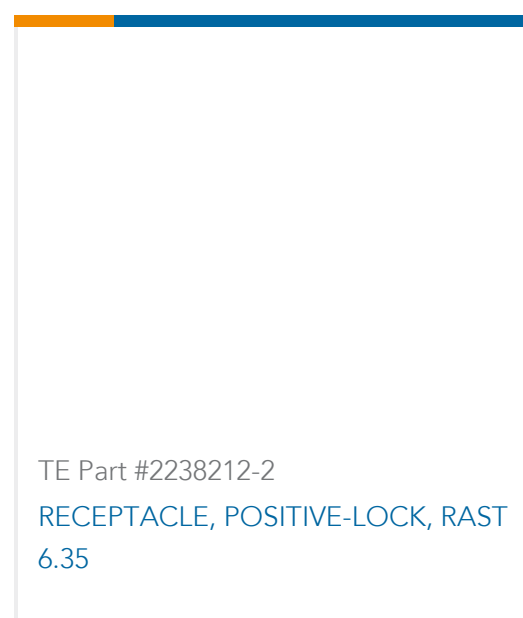 TE Part #2238212-2
RECEPTACLE, POSITIVE-LOCK, RAST
6.35